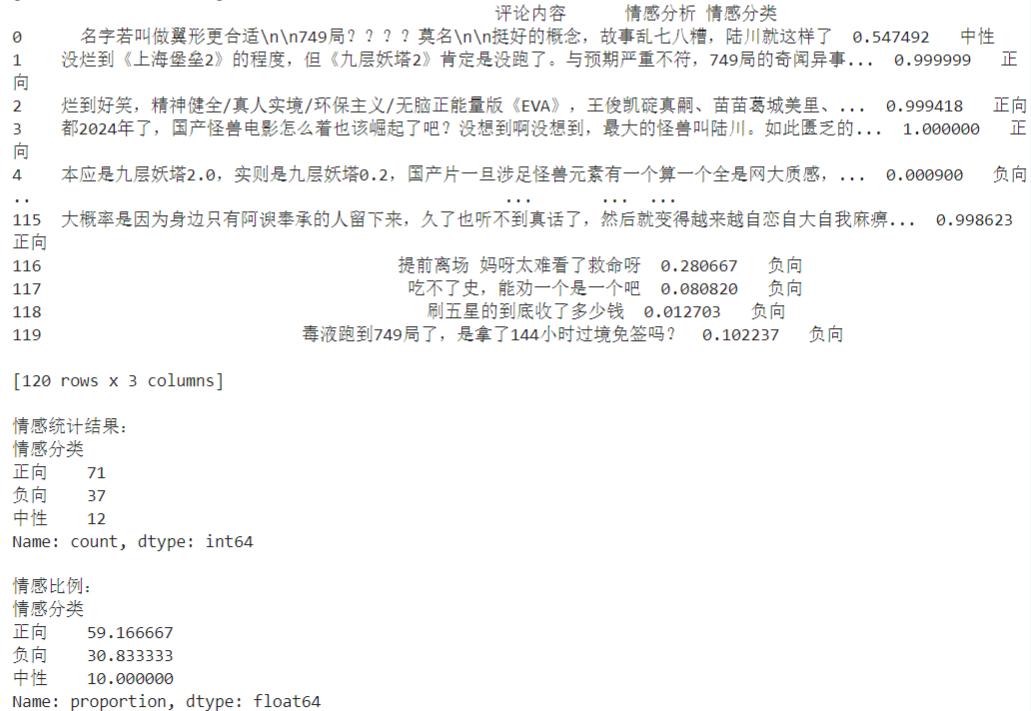 评论内容 情感分析 情感分类
0 名字若叫做翼形更合适\n\n749局？？？？莫名\n\n挺好的概念，故事乱七八糟，陆川就这样了 0.547492 中性
1 没烂到《上海堡垒2》的程度，但《九层妖塔2》肯定是没跑了。与预期严重不符，749局的奇闻异事... 0.999999 正
向
2 烂到好笑，精神健全/真人实境/环保主义/无脑正能量版《EVA》，王俊凯碇真嗣、苗苗葛城美里、... 0.999418 正向
3 都2024年了，国产怪兽电影怎么着也该崛起了吧？没想到啊没想到，最大的怪兽叫陆川。如此匮乏的... 1.000000 正
向
4 本应是九层妖塔2.0，实则是九层妖塔0.2，国产片一旦涉足怪兽元素有一个算一个全是网大质感，... 0.000900 负向
.. ... ... ...
115 大概率是因为身边只有阿谀奉承的人留下来，久了也听不到真话了，然后就变得越来越自恋自大自我麻痹... 0.998623
正向
116 提前离场 妈呀太难看了救命呀 0.280667 负向
117 吃不了史，能劝一个是一个吧 0.080820 负向
118 刷五星的到底收了多少钱 0.012703 负向
119 毒液跑到749局了，是拿了144小时过境免签吗？ 0.102237 负向
[120 rows x 3 columns]
情感统计结果：
情感分类
正向 71
负向 37
中性 12
Name: count, dtype: int64
情感比例：
情感分类
正向 59.166667
负向 30.833333
中性 10.000000
Name: proportion, dtype: float64